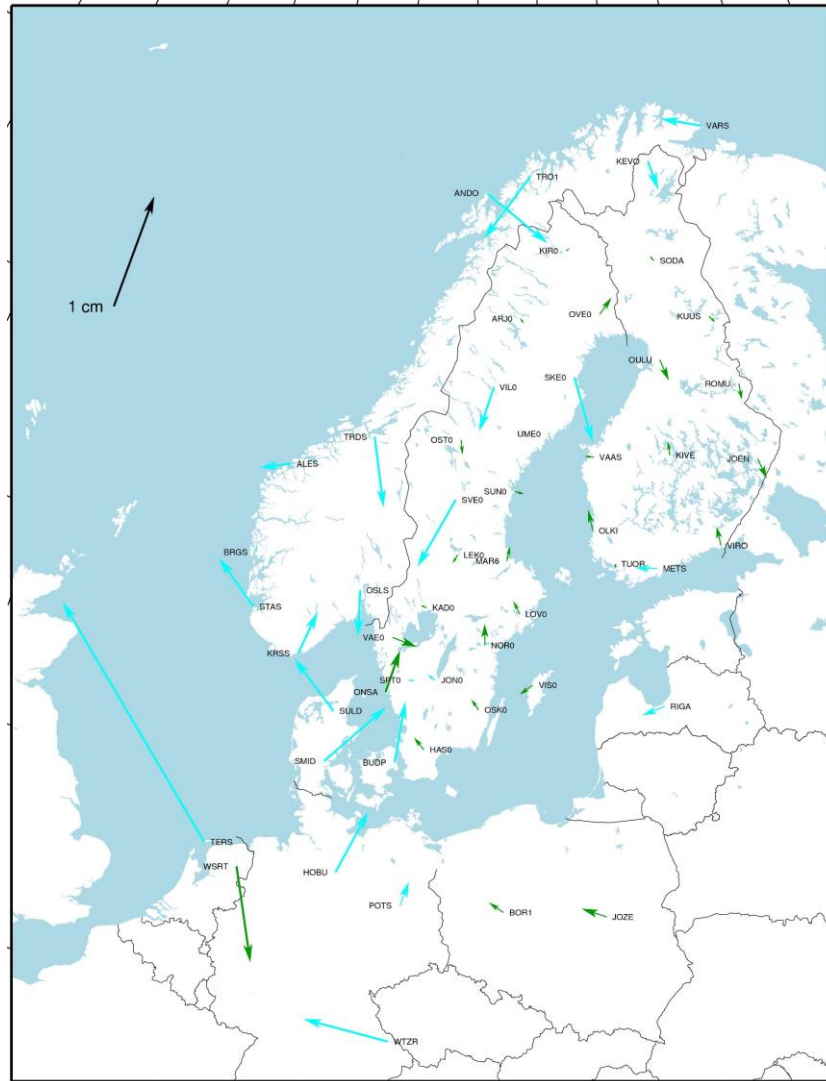 VARS
KEVO
TRO1
ANDO
KIR0
SODA
1 cm
OVE0
ARJ0
KUUS
OULU
SKE0
ROMU
VIL0
TRDS
OST0
UME0
KIVE
VAAS
JOEN
ALES
SUN0
SVE0
OLKI
VIRO
BRGS
LEK0
MAR6
TUOR
METS
OSLS
STAS
KAD0
LOV0
VAE0
NOR0
KRSS
SPT0
JON0
VIS0
ONSA
OSK0
RIGA
SULD
HAS0
SMID
BUDP
TERS
WSRT
HOBU
POTS
BOR1
JOZE
WTZR